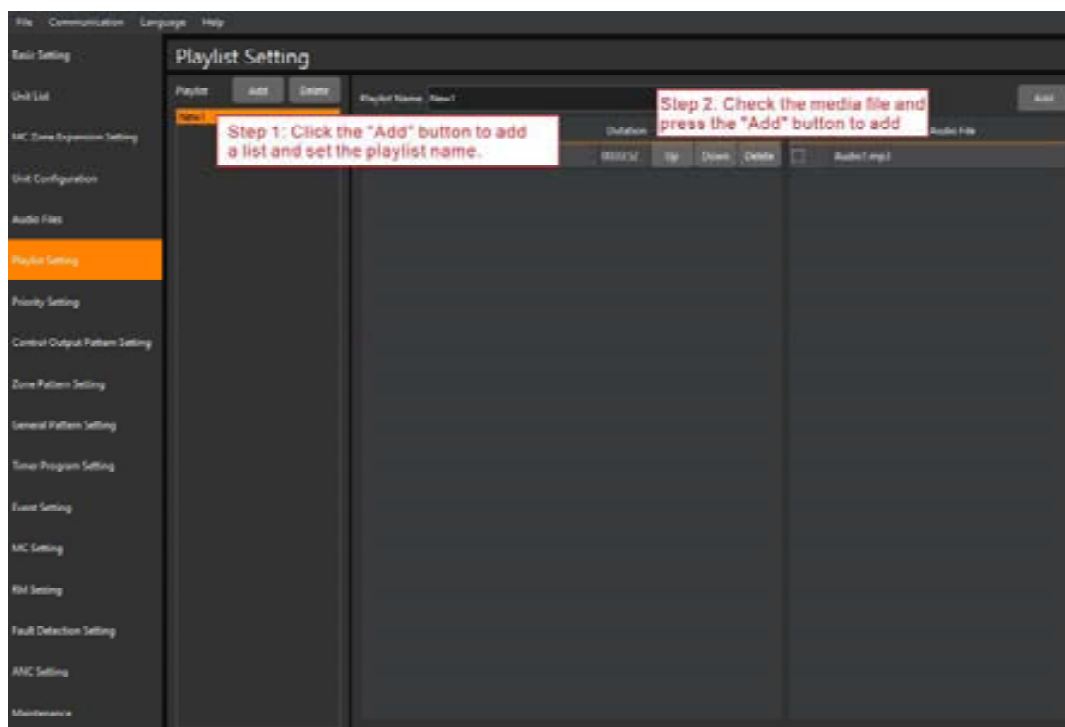 File Communication Language Help
Basic Setting
Playlist Setting
Unit List
Playlist Add Delete
Playlist Name New1
Add
New1
Step 1: Click the "Add" button to add
a list and set the playlist name.
Step 2. Check the media file and
press the "Add" button to add
Duration
Audio File
Up Down Delete
Audio1.mp3
MC Zone Expansion Setting
Unit Configuration
Audio Files
Playlist Setting
Priority Setting
Control Output Pattern Setting
Zone Pattern Setting
General Pattern Setting
Timer Program Setting
Event Setting
MC Setting
RM Setting
Fault Detection Setting
ANC Setting
Maintenance